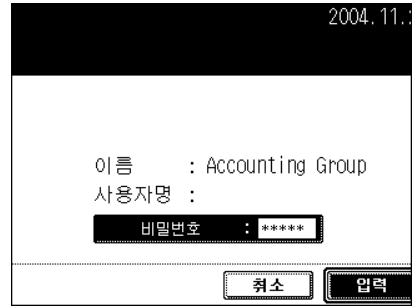 2004.11.
이름 : Accounting Group
사용자명 :
비밀번호 : *****
취소 입력